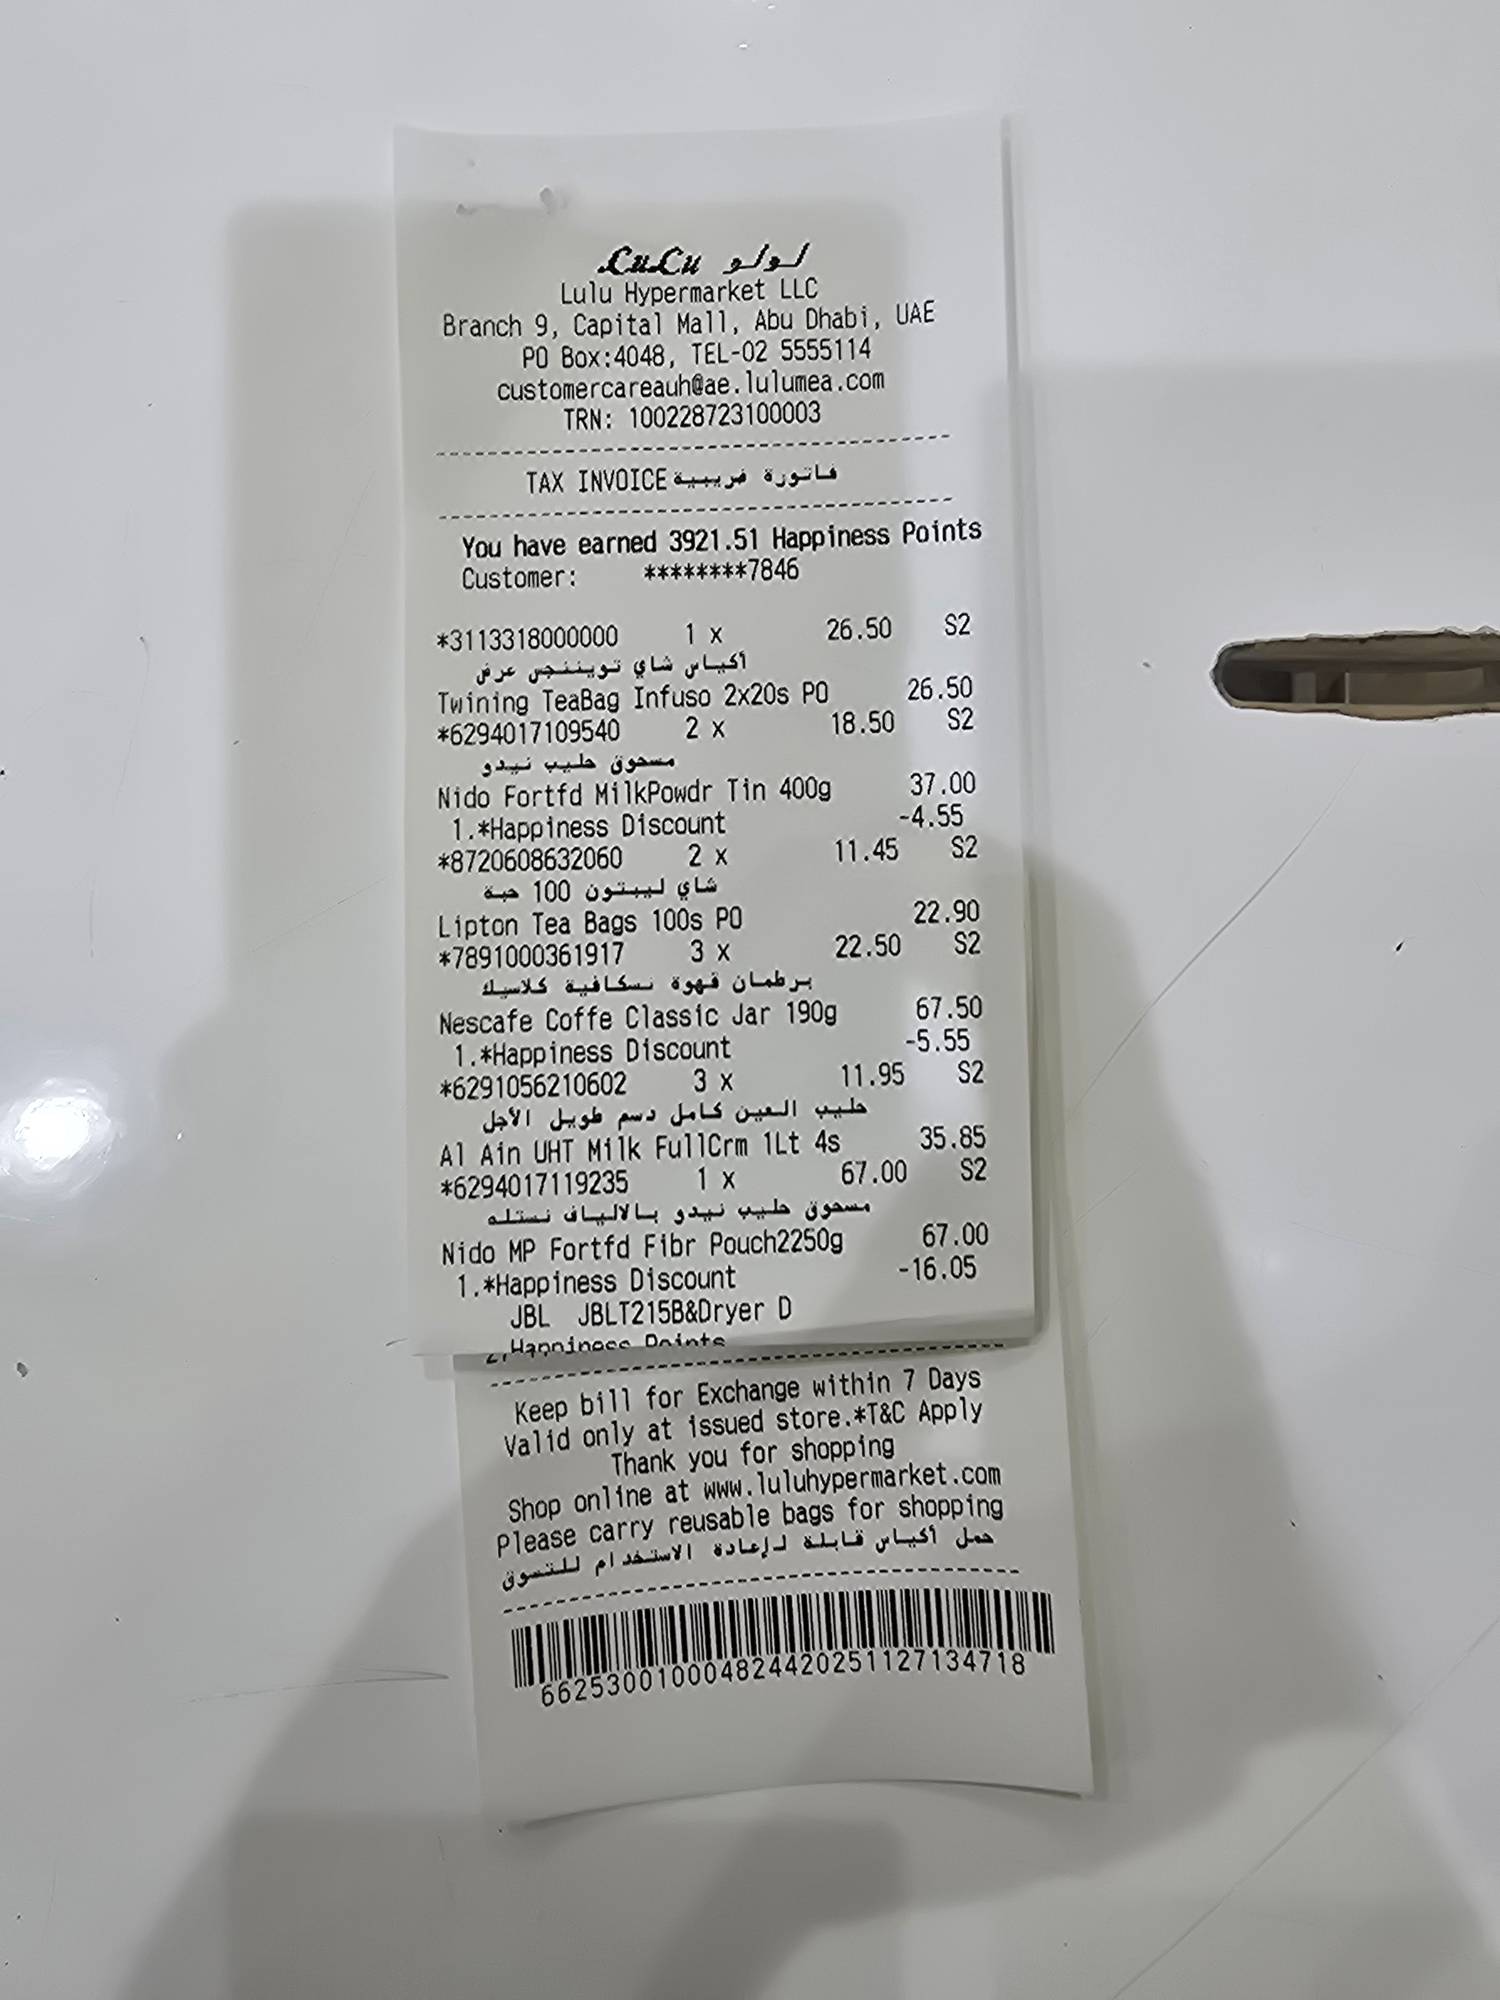 LuLu لولو
Lulu Hypermarket LLC
Branch 9, Capital Mall, Abu Dhabi, UAE
PO Box:4048, TEL-02 5555114
customercareauh@ae.lulumea.com
TRN: 100228723100003
TAX INVOICE فاتورة ضريبية
You have earned 3921.51 Happiness Points
Customer: ********7846
*3113318000000 1 x 26.50 S2
أكياس شاي تويننجس عرض
Twining TeaBag Infuso 2x20s PO 26.50
*6294017109540 2 x 18.50 S2
مسحوق حليب نيدو
Nido Fortfd MilkPowdr Tin 400g 37.00
1.*Happiness Discount -4.55
*8720608632060 2 x 11.45 S2
شاي ليبتون 100 حبة
Lipton Tea Bags 100s PO 22.90
*7891000361917 3 x 22.50 S2
برطمان قهوة نسكافية كلاسيك
Nescafe Coffe Classic Jar 190g 67.50
1.*Happiness Discount -5.55
*6291056210602 3 x 11.95 S2
حليب العين كامل دسم طويل الأجل
Al Ain UHT Milk FullCrm 1Lt 4s 35.85
*6294017119235 1 x 67.00 S2
مسحوق حليب نيدو بالالياف نستله
Nido MP Fortfd Fibr Pouch2250g 67.00
1.*Happiness Discount -16.05
JBL JBLT215B&Dryer D
Happiness Points
Keep bill for Exchange within 7 Days
Valid only at issued store.*T&C Apply
Thank you for shopping
Shop online at www.luluhypermarket.com
Please carry reusable bags for shopping
حمل أكياس قابلة لإعادة الاستخدام للتسوق
662530010004824420251127134718